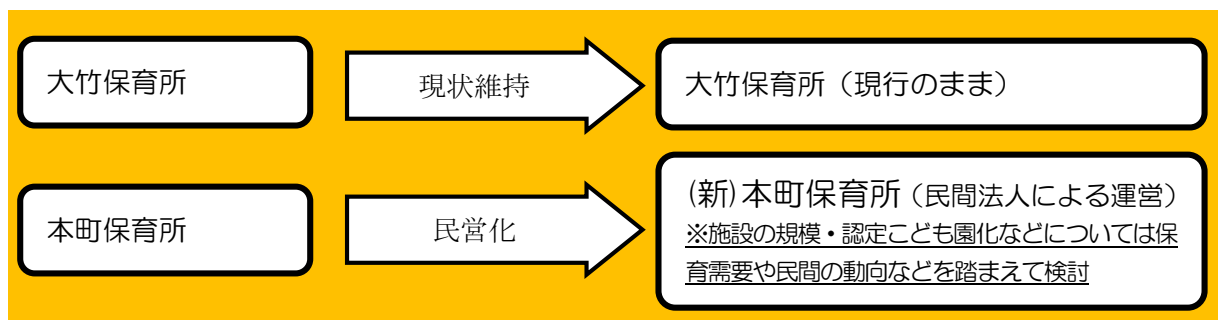 大竹保育所
現状維持
大竹保育所（現行のまま）
本町保育所
民営化
(新)本町保育所（民間法人による運営）
※施設の規模・認定こども園化などについては保
育需要や民間の動向などを踏まえて検討